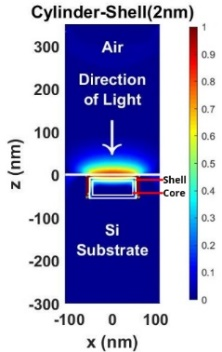 Cylinder-Shell(2nm)
300
200
100
0
-100
-200
-300
z (nm)
Air
Direction
of Light
Shell
Core
Si
Substrate
-100 0 100
x (nm)
1
0.9
0.8
0.7
0.6
0.5
0.4
0.3
0.2
0.1
0